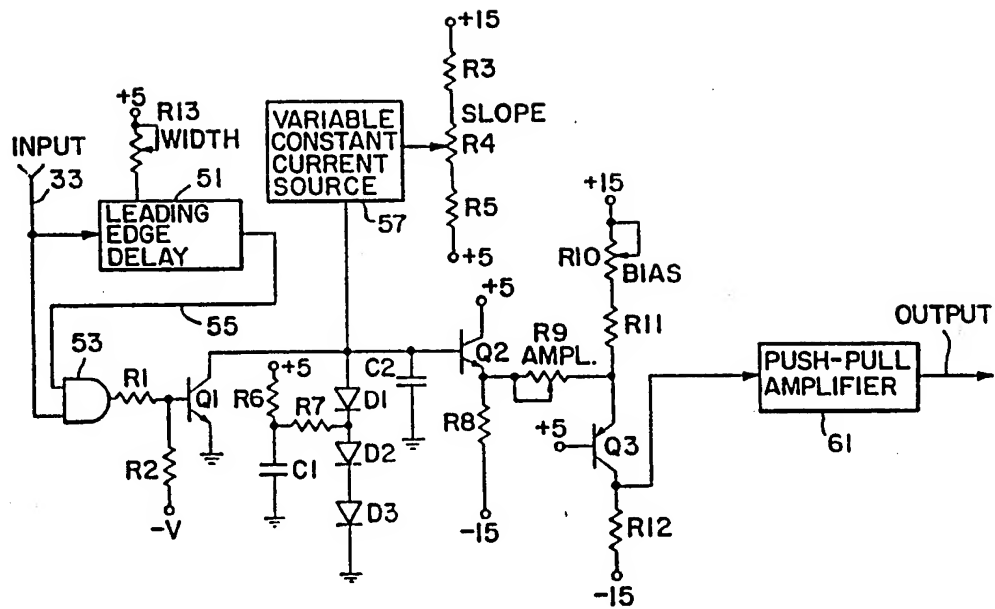 +15
R3
SLOPE
R4
R5
+5
VARIABLE
CONSTANT
CURRENT
SOURCE
57
+5
R13
WIDTH
INPUT
33
51
LEADING
EDGE
DELAY
55
53
R1
Q1
R2
-V
+5
R6
R7
C1
D1
D2
D3
C2
+5
Q2
R8
-15
R9
AMPL.
+15
R10
BIAS
R11
+5
Q3
R12
-15
PUSH-PULL
AMPLIFIER
61
OUTPUT